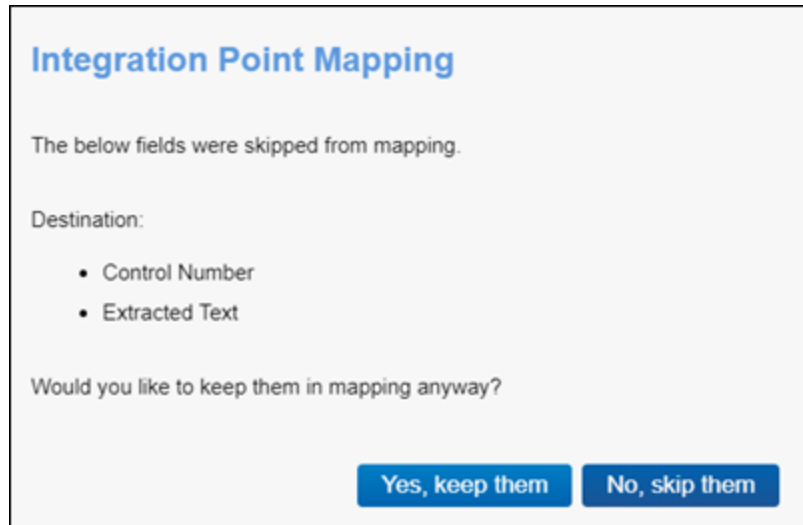 Integration Point Mapping
The below fields were skipped from mapping.
Destination:
• Control Number
• Extracted Text
Would you like to keep them in mapping anyway?
Yes, keep them
No, skip them